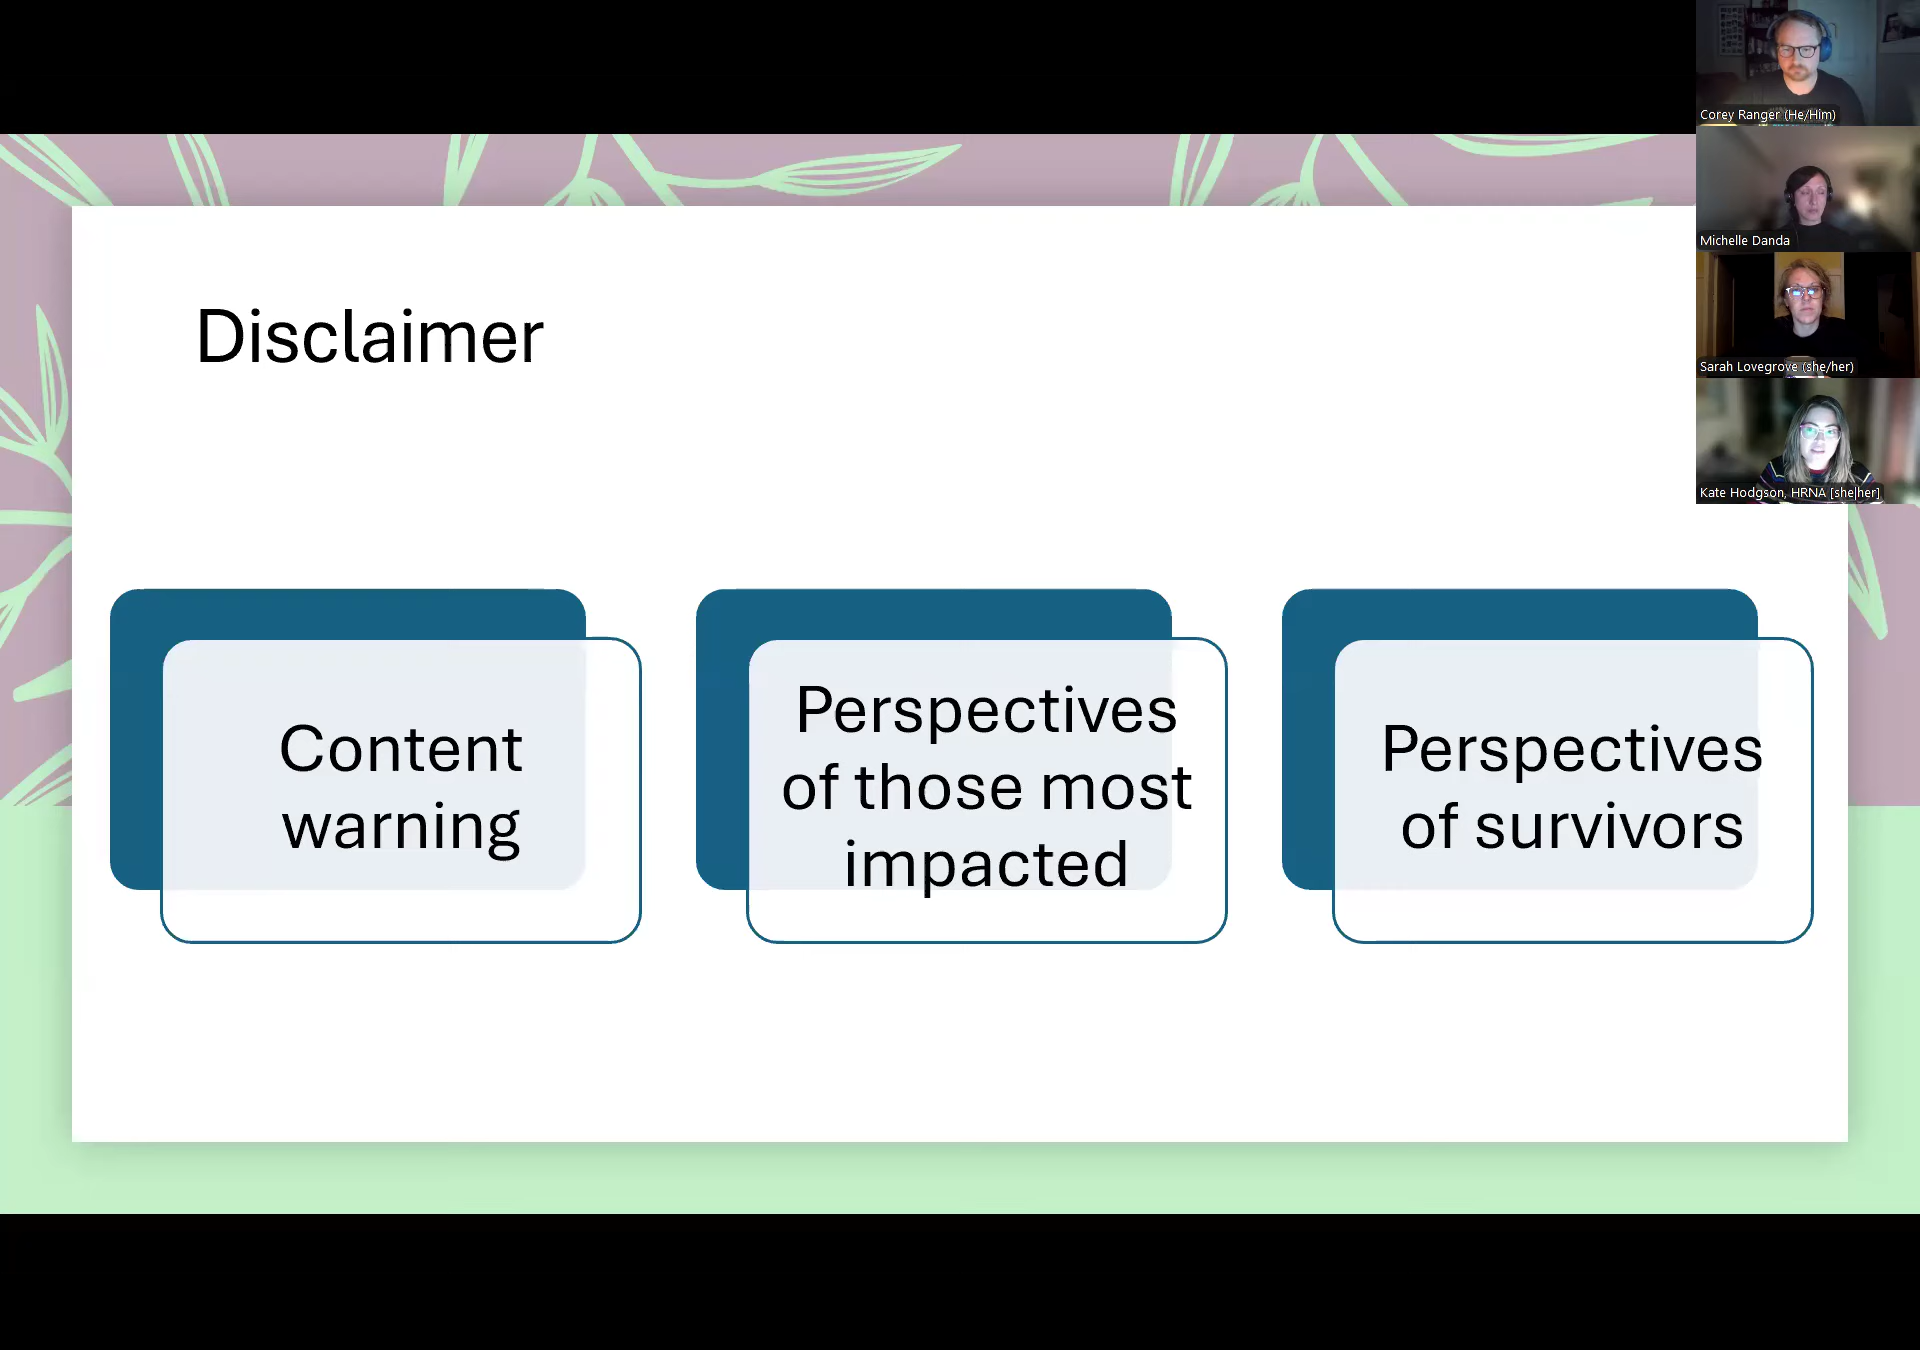 Disclaimer
Content
warning
Perspectives
of those most
impacted
Perspectives
of survivors
Corey Ranger (He/Him)
Michelle Danda
Sarah Lovegrove (she/her)
Kate Hodgson, HRNA [she|her]